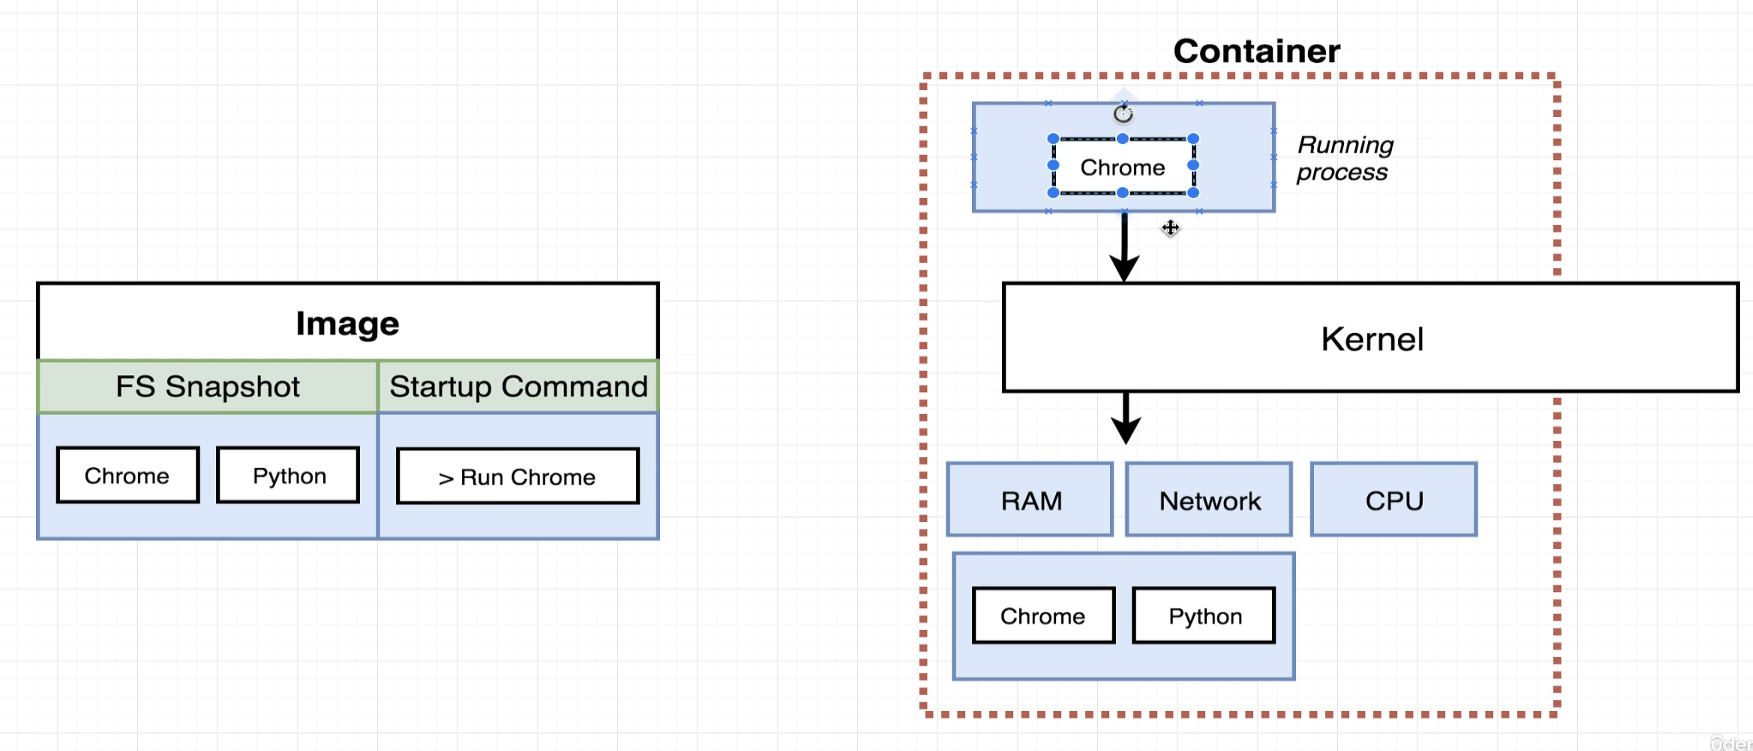 Container
Chrome
Running
process
Image
Kernel
FS Snapshot
Startup Command
Chrome
Python
> Run Chrome
RAM
Network
CPU
Chrome
Python